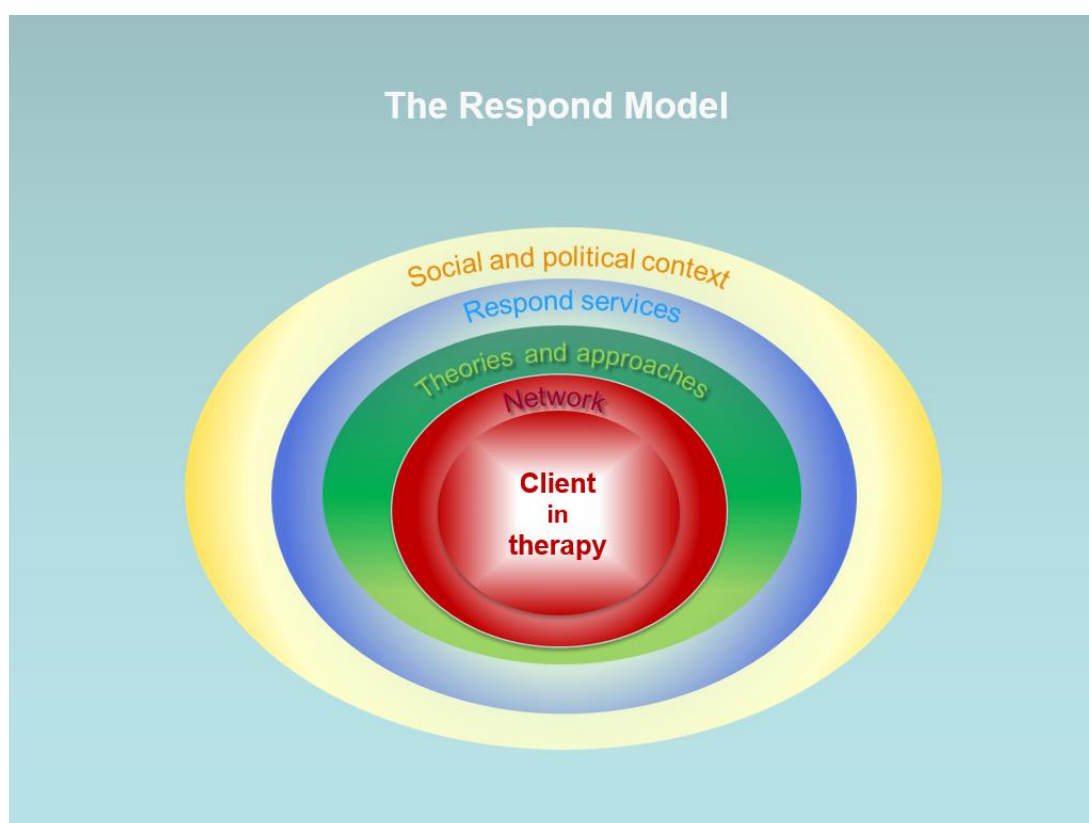 The Respond Model
Social and political context
Respond services
Theories and approaches
Network
Client
in
therapy